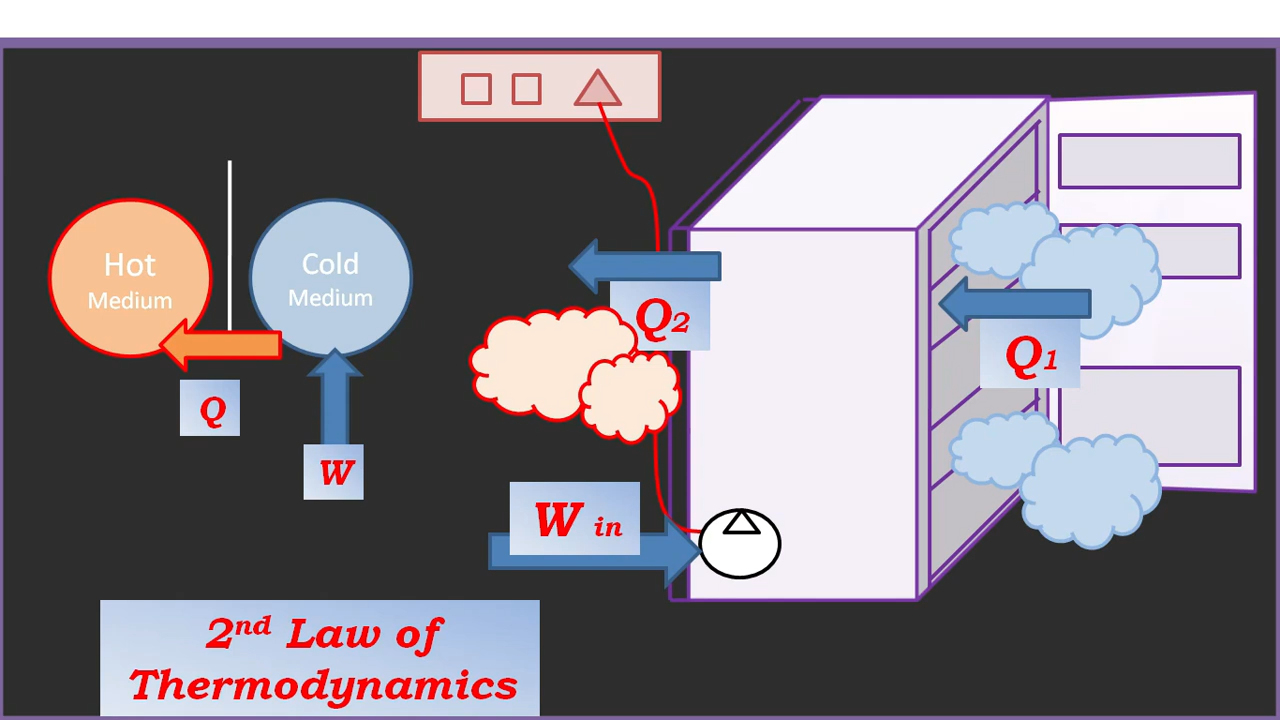 Hot
Medium
Cold
Medium
Q
W
Q2
Q1
W in
2nd Law of
Thermodynamics